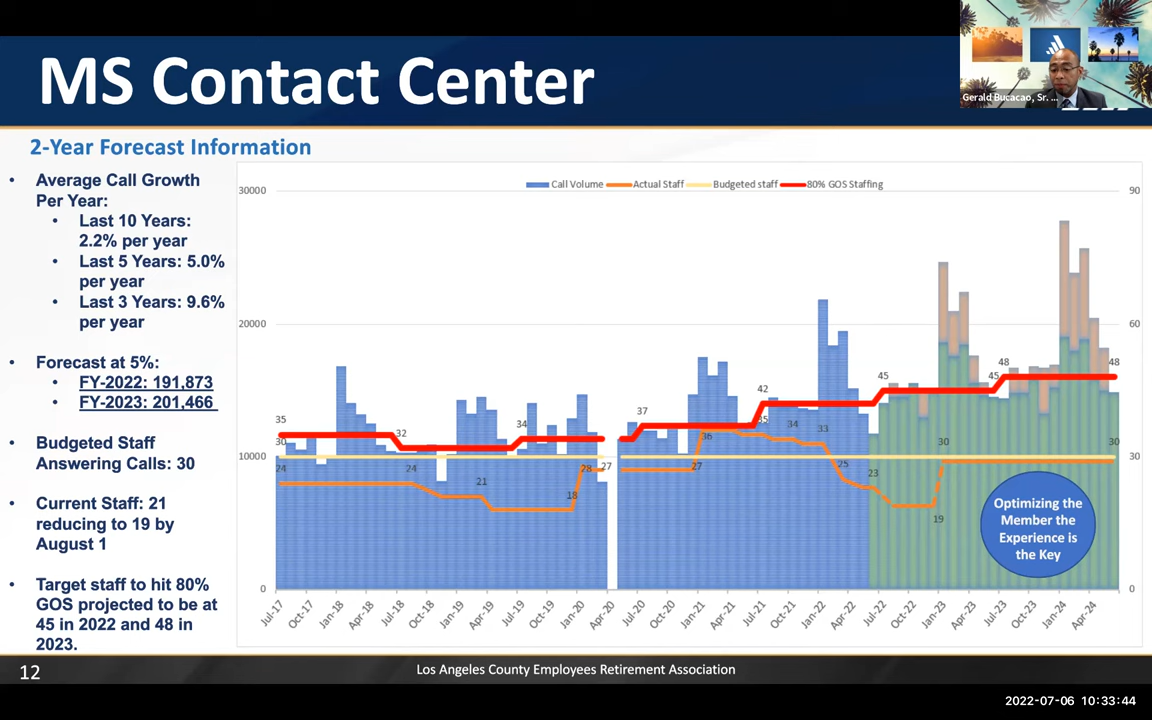 MS Contact Center
Gerald Bucacao, Sr. ...
2-Year Forecast Information
• Average Call Growth
Per Year:
• Last 10 Years:
2.2% per year
• Last 5 Years: 5.0%
per year
• Last 3 Years: 9.6%
per year
• Forecast at 5%:
• FY-2022: 191,873
• FY-2023: 201,466
• Budgeted Staff
Answering Calls: 30
• Current Staff: 21
reducing to 19 by
August 1
• Target staff to hit 80%
GOS projected to be at
45 in 2022 and 48 in
2023.
Call Volume Actual Staff Budgeted staff 80% GOS Staffing
30000 90
20000 60
10000 30
0 0
35 32 34 37 42 45 45 48 48
30 36 35 34 33 30 30
24 24 21 18 28 27 27 25 23 19
Optimizing the
Member the
Experience is
the Key
Jul-17 Oct-17 Jan-18 Apr-18 Jul-18 Oct-18 Jan-19 Apr-19 Jul-19 Oct-19 Jan-20 Apr-20 Jul-20 Oct-20 Jan-21 Apr-21 Jul-21 Oct-21 Jan-22 Apr-22 Jul-22 Oct-22 Jan-23 Apr-23 Jul-23 Oct-23 Jan-24 Apr-24
12
Los Angeles County Employees Retirement Association
2022-07-06 10:33:44